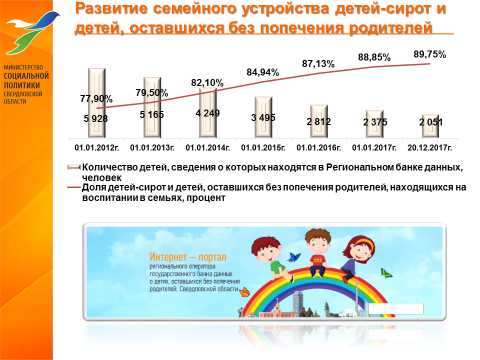 Развитие семейного устройства детей-сирот и
детей, оставшихся без попечения родителей
МИНИСТЕРСТВО
СОЦИАЛЬНОЙ
ПОЛИТИКИ
СВЕРДЛОВСКОЙ
ОБЛАСТИ
77,90% 79,50% 82,10% 84,94% 87,13% 88,85% 89,75%
5 928 5 165 4 249 3 495 2 812 2 375 2 051
01.01.2012г. 01.01.2013г. 01.01.2014г. 01.01.2015г. 01.01.2016г. 01.01.2017г. 20.12.2017г.
Количество детей, сведения о которых находятся в Региональном банке данных,
человек
Доля детей-сирот и детей, оставшихся без попечения родителей, находящихся на
воспитании в семьях, процент
Интернет – портал
регионального оператора
государственного банка данных
о детях, оставшихся без попечения
родителей, Свердловской области